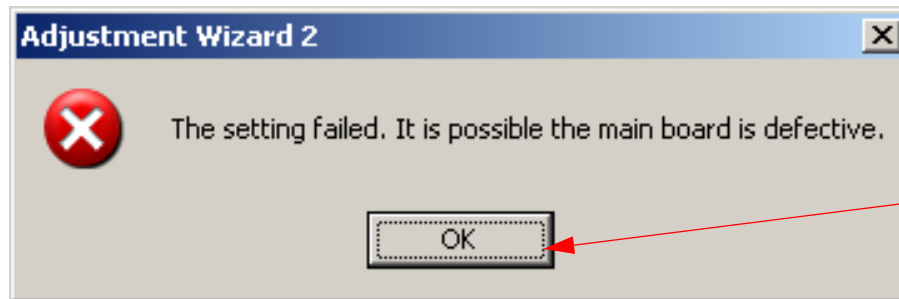 Adjustment Wizard 2
The setting failed. It is possible the main board is defective.
OK